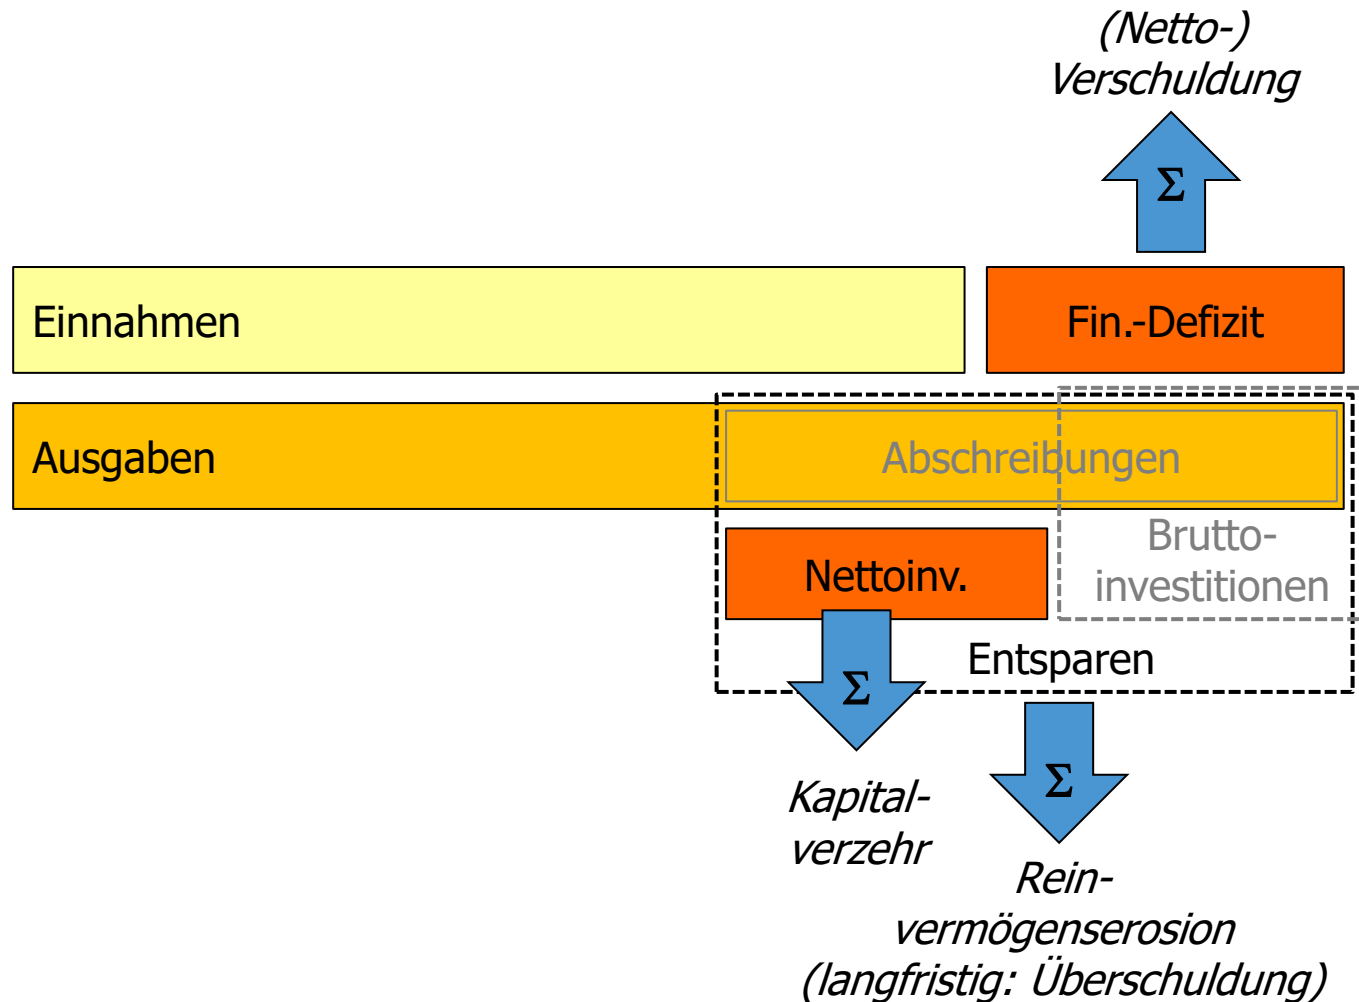 (Netto-)
Verschuldung
Σ
Einnahmen
Fin.-Defizit
Ausgaben
Abschreibungen
Brutto-
investitionen
Nettoinv.
Entsparen
Σ
Σ
Kapital-
verzehr
Rein-
vermögenserosion
(langfristig: Überschuldung)